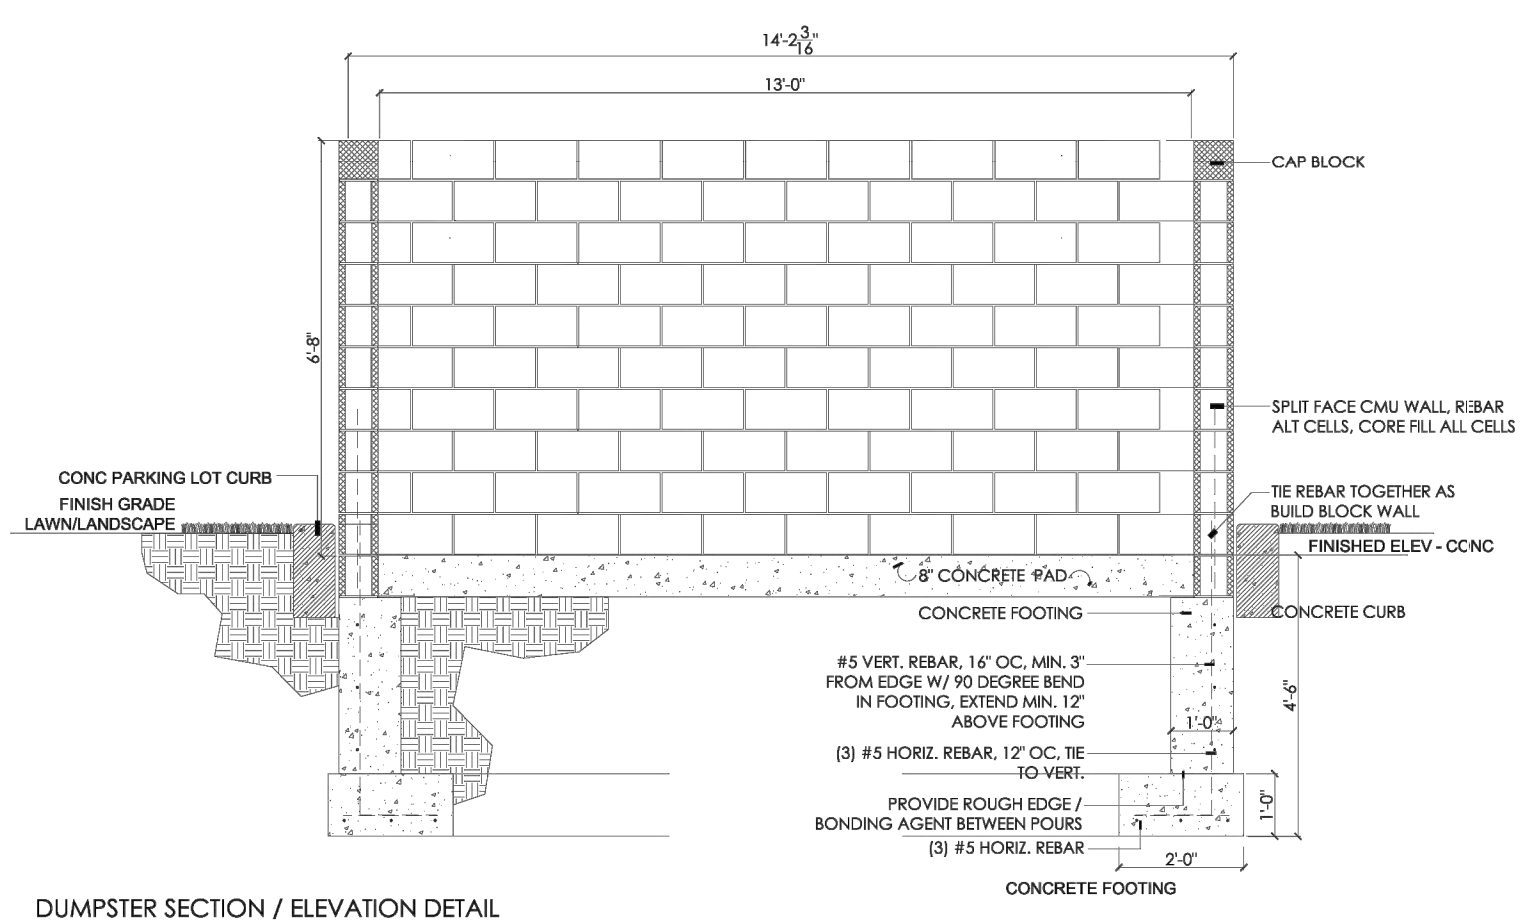 14'-2 3/16"
13'-0"
CAP BLOCK
6'-8"
SPLIT FACE CMU WALL, REBAR
ALT CELLS, CORE FILL ALL CELLS
CONC PARKING LOT CURB
FINISH GRADE
LAWN/LANDSCAPE
TIE REBAR TOGETHER AS
BUILD BLOCK WALL
FINISHED ELEV - CONC
8" CONCRETE PAD
CONCRETE FOOTING
CONCRETE CURB
#5 VERT. REBAR, 16" OC, MIN. 3"
FROM EDGE W/ 90 DEGREE BEND
IN FOOTING, EXTEND MIN. 12"
ABOVE FOOTING
4'-6"
1'-0"
(3) #5 HORIZ. REBAR, 12" OC, TIE
TO VERT.
PROVIDE ROUGH EDGE /
BONDING AGENT BETWEEN POURS
1'-0"
(3) #5 HORIZ. REBAR
2'-0"
CONCRETE FOOTING
DUMPSTER SECTION / ELEVATION DETAIL